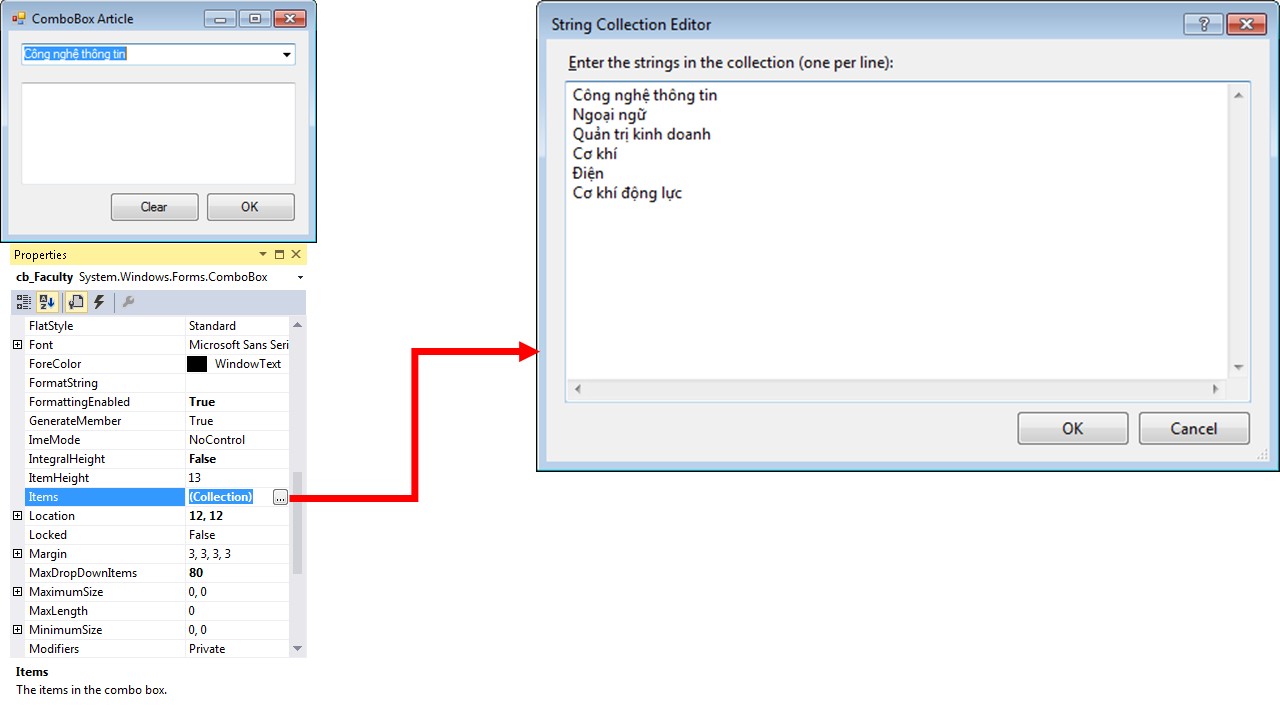 ComboBox Article
Công nghệ thông tin
Clear
OK
Properties
cb_Faculty System.Windows.Forms.ComboBox
FlatStyle Standard
Font Microsoft Sans Seri
ForeColor WindowText
FormatString
FormattingEnabled True
GenerateMember True
ImeMode NoControl
IntegralHeight False
ItemHeight 13
Items (Collection) ...
Location 12, 12
Locked False
Margin 3, 3, 3, 3
MaxDropDownItems 80
MaximumSize 0, 0
MaxLength 0
MinimumSize 0, 0
Modifiers Private
Items
The items in the combo box.
String Collection Editor
Enter the strings in the collection (one per line):
Công nghệ thông tin
Ngoại ngữ
Quản trị kinh doanh
Cơ khí
Điện
Cơ khí động lực
OK
Cancel